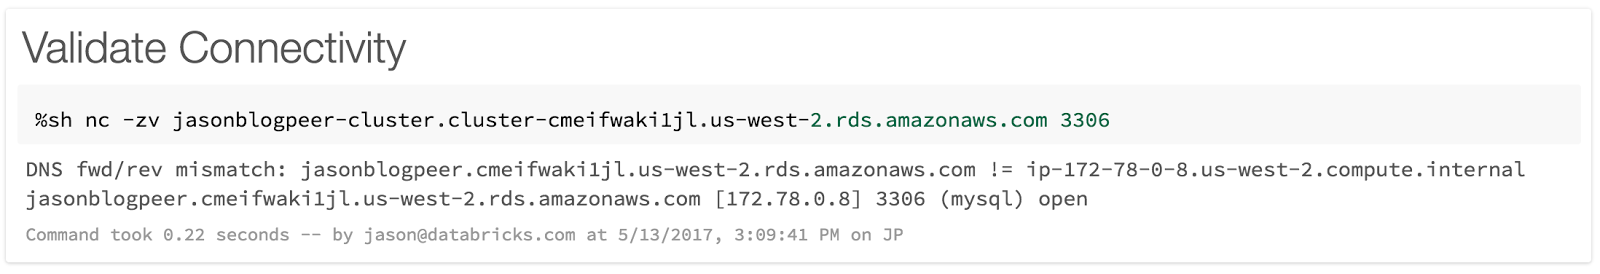 Validate Connectivity
%sh nc -zv jasonblogpeer-cluster.cluster-cmeifwaki1jl.us-west-2.rds.amazonaws.com 3306
DNS fwd/rev mismatch: jasonblogpeer.cmeifwaki1jl.us-west-2.rds.amazonaws.com != ip-172-78-0-8.us-west-2.compute.internal
jasonblogpeer.cmeifwaki1jl.us-west-2.rds.amazonaws.com [172.78.0.8] 3306 (mysql) open
Command took 0.22 seconds -- by jason@databricks.com at 5/13/2017, 3:09:41 PM on JP